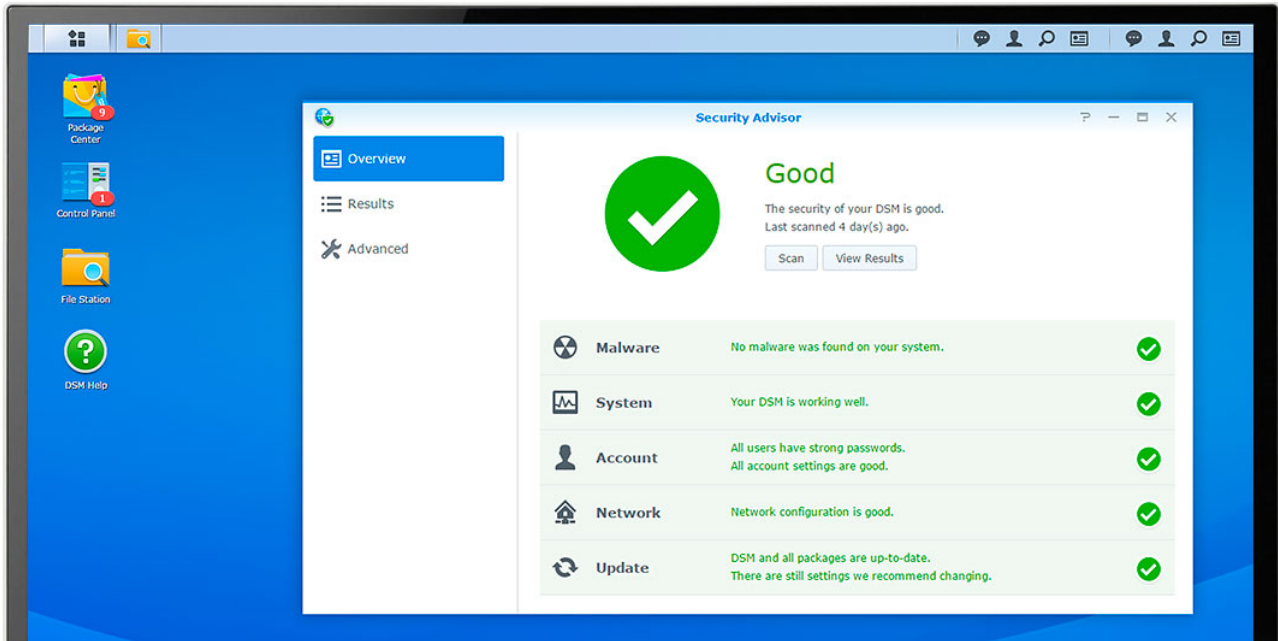 9
Package
Center
1
Control Panel
File Station
DSM Help
Security Advisor
?
Overview
Results
Advanced
Good
The security of your DSM is good.
Last scanned 4 day(s) ago.
Scan View Results
Malware No malware was found on your system.
System Your DSM is working well.
Account All users have strong passwords.
All account settings are good.
Network Network configuration is good.
Update DSM and all packages are up-to-date.
There are still settings we recommend changing.